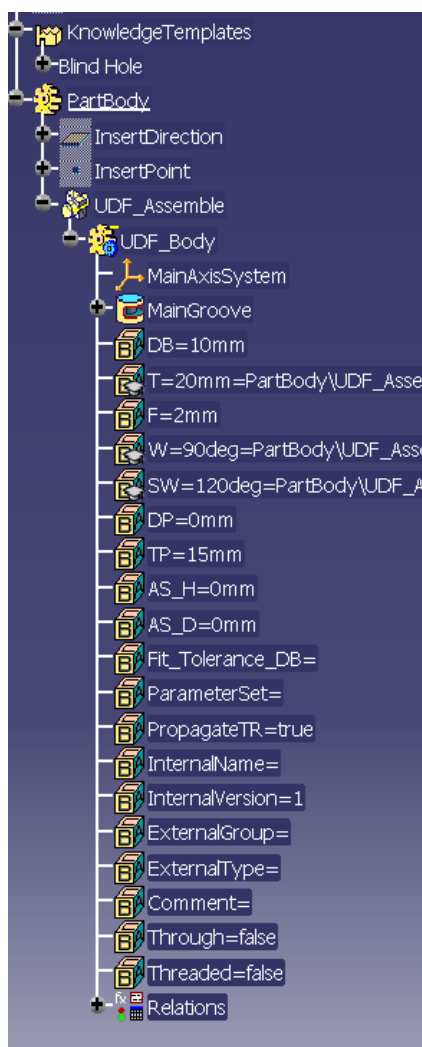 KnowledgeTemplates
Blind Hole
PartBody
InsertDirection
InsertPoint
UDF_Assemble
UDF_Body
MainAxisSystem
MainGroove
DB=10mm
T=20mm=PartBody\UDF_Asse
F=2mm
W=90deg=PartBody\UDF_Asse
SW=120deg=PartBody\UDF_A
DP=0mm
TP=15mm
AS_H=0mm
AS_D=0mm
Fit_Tolerance_DB=
ParameterSet=
PropagateTR=true
InternalName=
InternalVersion=1
ExternalGroup=
ExternalType=
Comment=
Through=false
Threaded=false
Relations